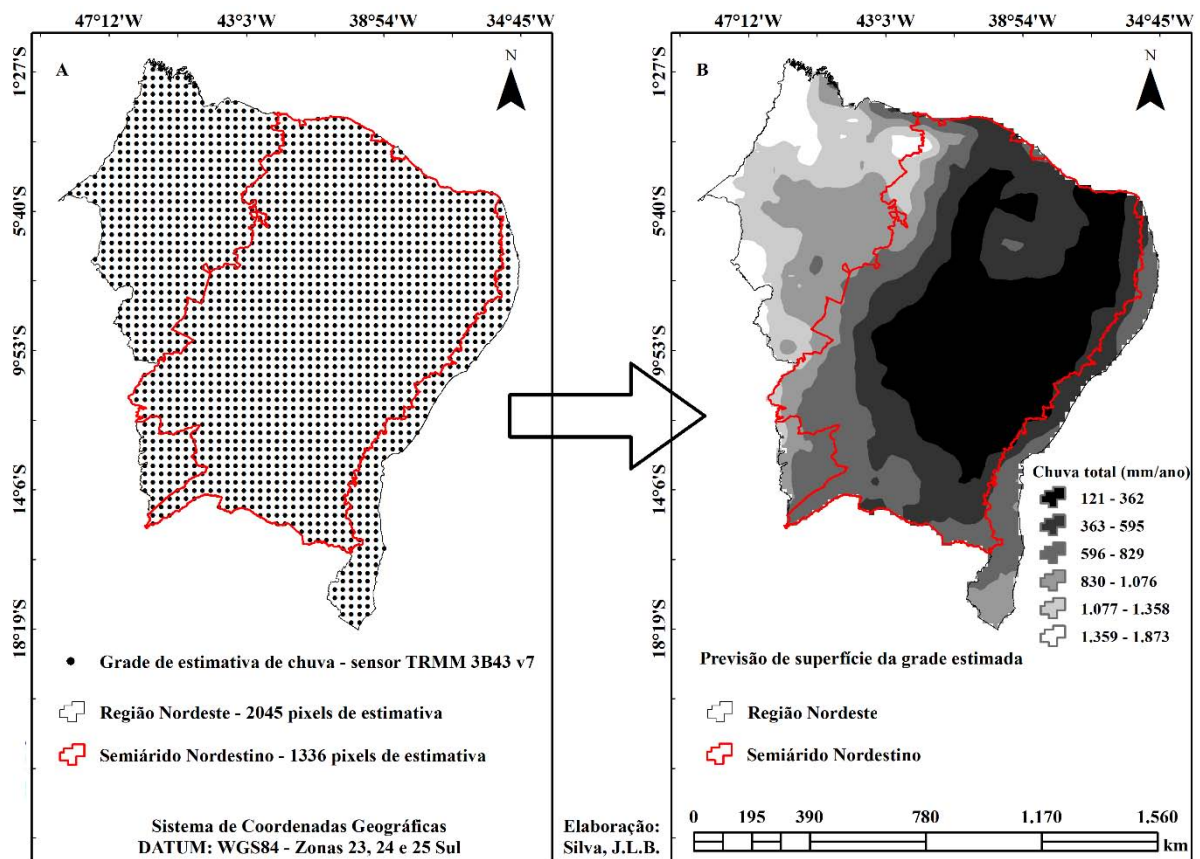 47°12'W 43°3'W 38°54'W 34°45'W
47°12'W 43°3'W 38°54'W 34°45'W
1°27'S
5°40'S
9°53'S
14°6'S
18°19'S
A
N
Grade de estimativa de chuva - sensor TRMM 3B43 v7
Região Nordeste - 2045 pixels de estimativa
Semiárido Nordestino - 1336 pixels de estimativa
Sistema de Coordenadas Geográficas
DATUM: WGS84 - Zonas 23, 24 e 25 Sul
Elaboração:
Silva, J.L.B.
1°27'S
5°40'S
9°53'S
14°6'S
18°19'S
B
N
Chuva total (mm/ano)
121 - 362
363 - 595
596 - 829
830 - 1.076
1.077 - 1.358
1.359 - 1.873
Previsão de superfície da grade estimada
Região Nordeste
Semiárido Nordestino
0 195 390 780 1.170 1.560
km